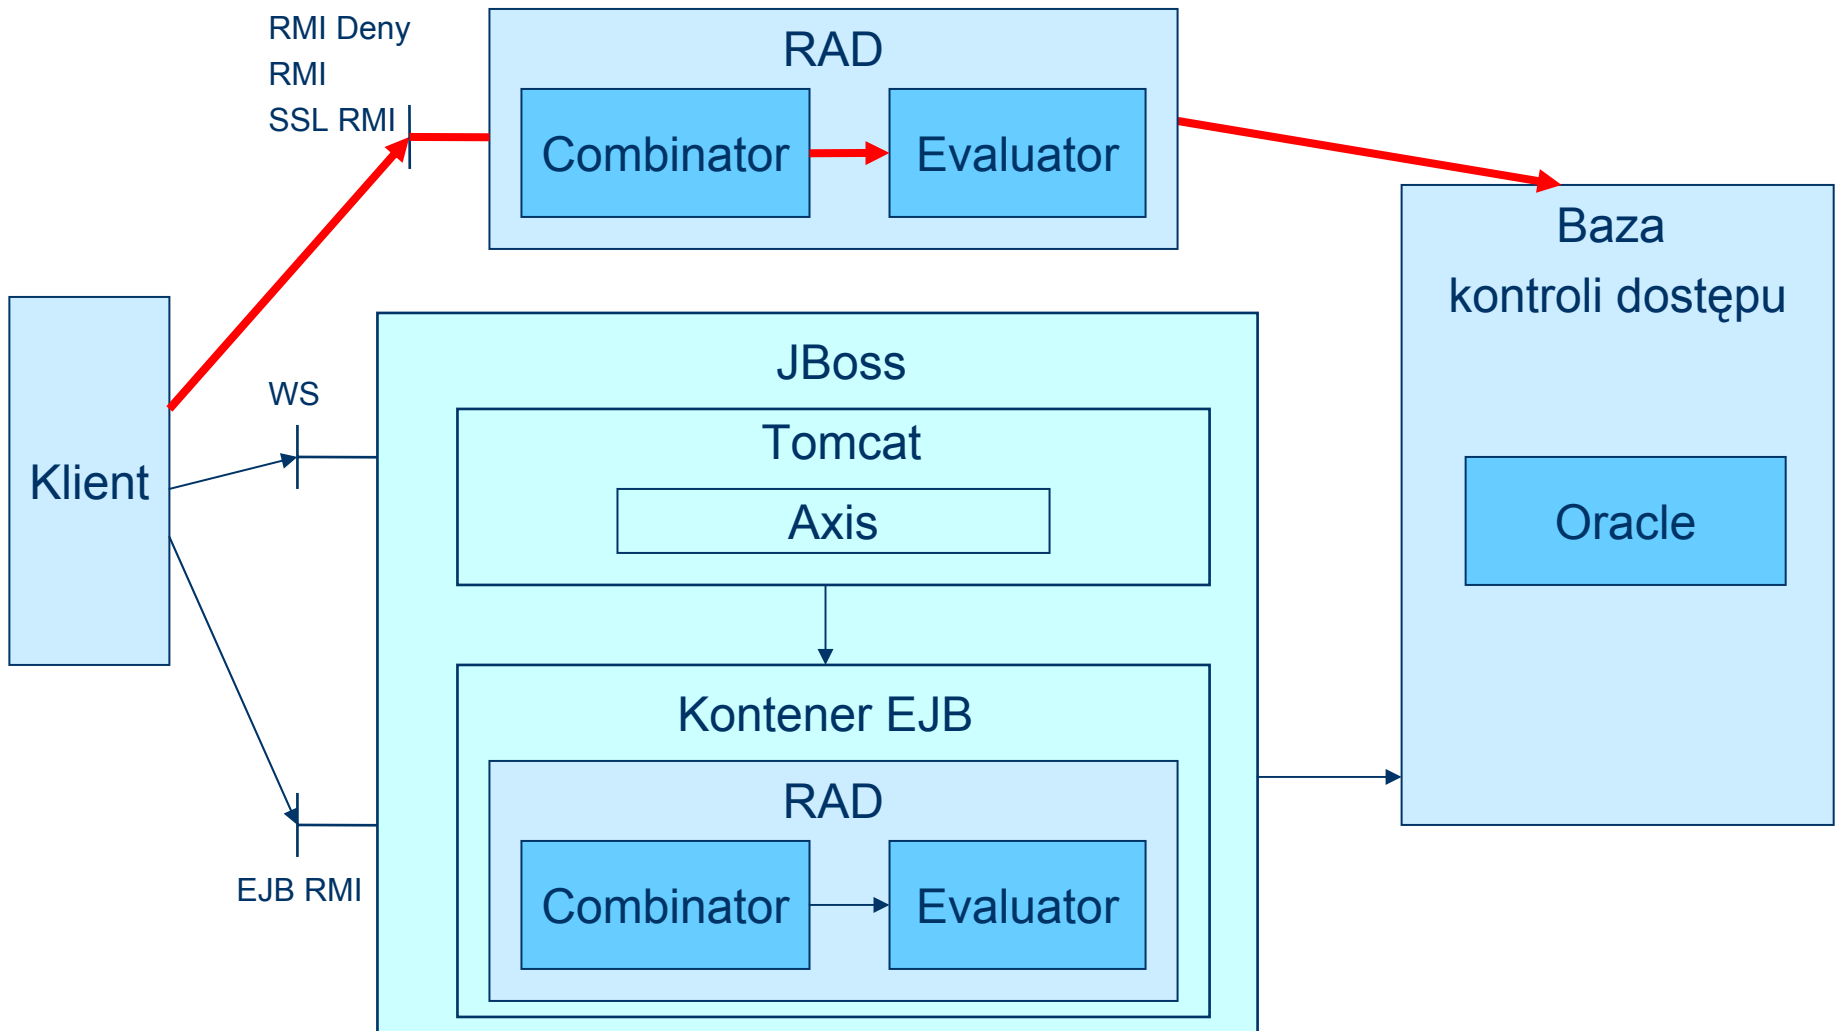 RMI Deny
RMI
SSL RMI
RAD
Combinator
Evaluator
Baza
kontroli dostępu
Oracle
Klient
WS
EJB RMI
JBoss
Tomcat
Axis
Kontener EJB
RAD
Combinator
Evaluator